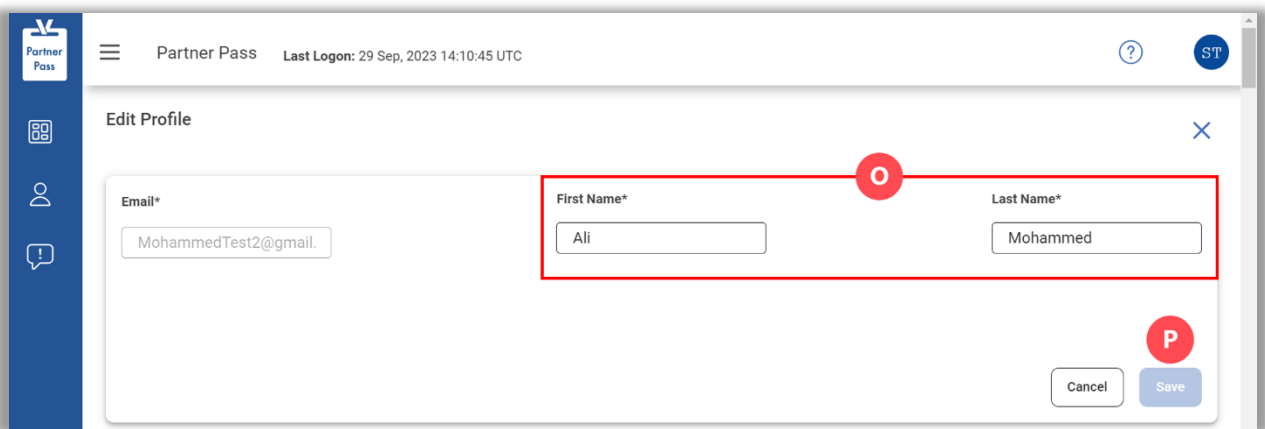 Partner
Pass
Partner Pass Last Logon: 29 Sep, 2023 14:10:45 UTC
?
ST
Edit Profile
O
Email* First Name* Last Name*
MohammedTest2@gmail. Ali Mohammed
P
Cancel Save